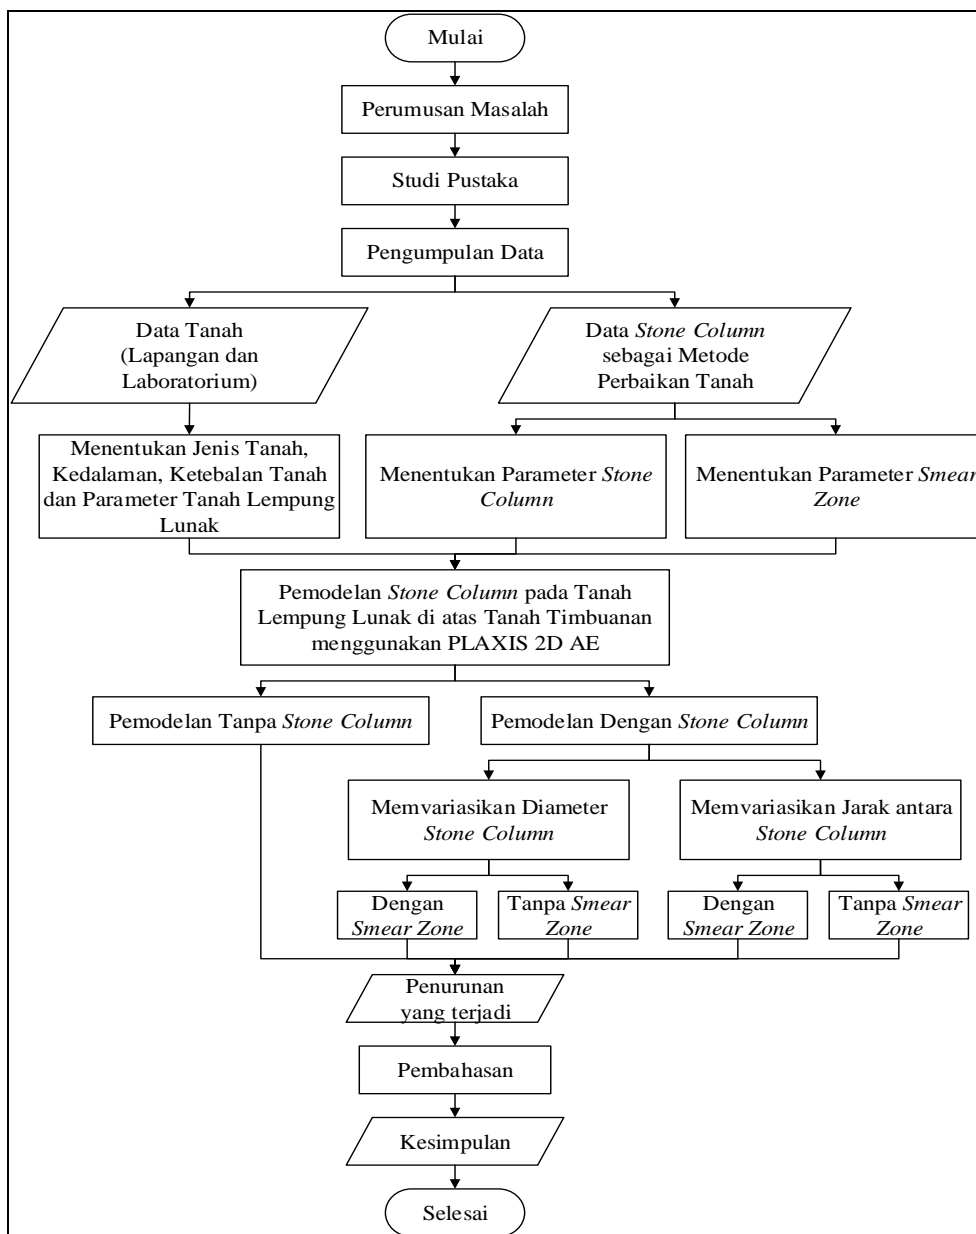 Mulai
Perumusan Masalah
Studi Pustaka
Pengumpulan Data
Data Tanah
(Lapangan dan
Laboratorium)
Data Stone Column
sebagai Metode
Perbaikan Tanah
Menentukan Jenis Tanah,
Kedalaman, Ketebalan Tanah
dan Parameter Tanah Lempung
Lunak
Menentukan Parameter Stone
Column
Menentukan Parameter Smear
Zone
Pemodelan Stone Column pada Tanah
Lempung Lunak di atas Tanah Timbuanan
menggunakan PLAXIS 2D AE
Pemodelan Tanpa Stone Column
Pemodelan Dengan Stone Column
Memvariasikan Diameter
Stone Column
Memvariasikan Jarak antara
Stone Column
Dengan
Smear Zone
Tanpa Smear
Zone
Dengan
Smear Zone
Tanpa Smear
Zone
Penurunan
yang terjadi
Pembahasan
Kesimpulan
Selesai